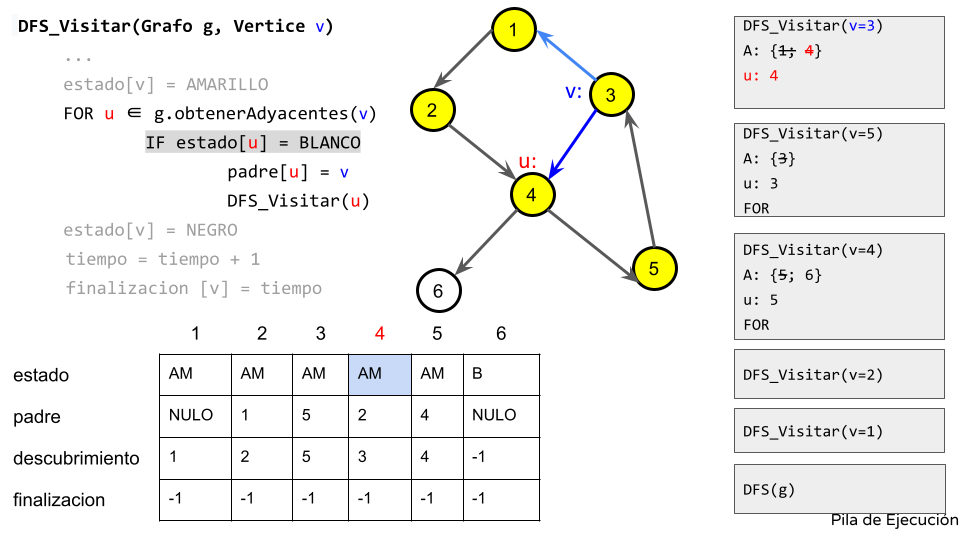 DFS_Visitar(Grafo g, Vertice v)
...
estado[v] = AMARILLO
FOR u ∈ g.obtenerAdyacentes(v)
IF estado[u] = BLANCO
padre[u] = v
DFS_Visitar(u)
estado[v] = NEGRO
tiempo = tiempo + 1
finalizacion [v] = tiempo
1
2
v: 3
u:
4
5
6
1 2 3 4 5 6
estado AM AM AM AM AM B
padre NULO 1 5 2 4 NULO
descubrimiento 1 2 5 3 4 -1
finalizacion -1 -1 -1 -1 -1 -1
DFS_Visitar(v=3)
A: {1; 4}
u: 4
DFS_Visitar(v=5)
A: {3}
u: 3
FOR
DFS_Visitar(v=4)
A: {5; 6}
u: 5
FOR
DFS_Visitar(v=2)
DFS_Visitar(v=1)
DFS(g)
Pila de Ejecución